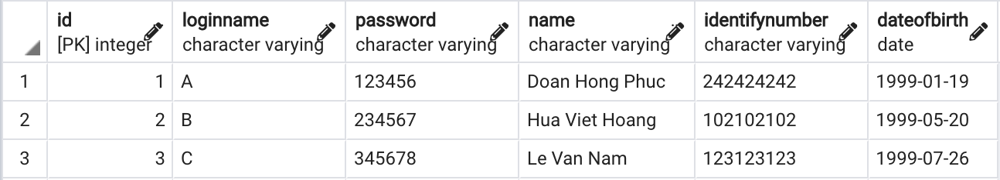 id loginname password name identifynumber dateofbirth
[PK] integer character varying character varying character varying character varying date
1 1 A 123456 Doan Hong Phuc 242424242 1999-01-19
2 2 B 234567 Hua Viet Hoang 102102102 1999-05-20
3 3 C 345678 Le Van Nam 123123123 1999-07-26